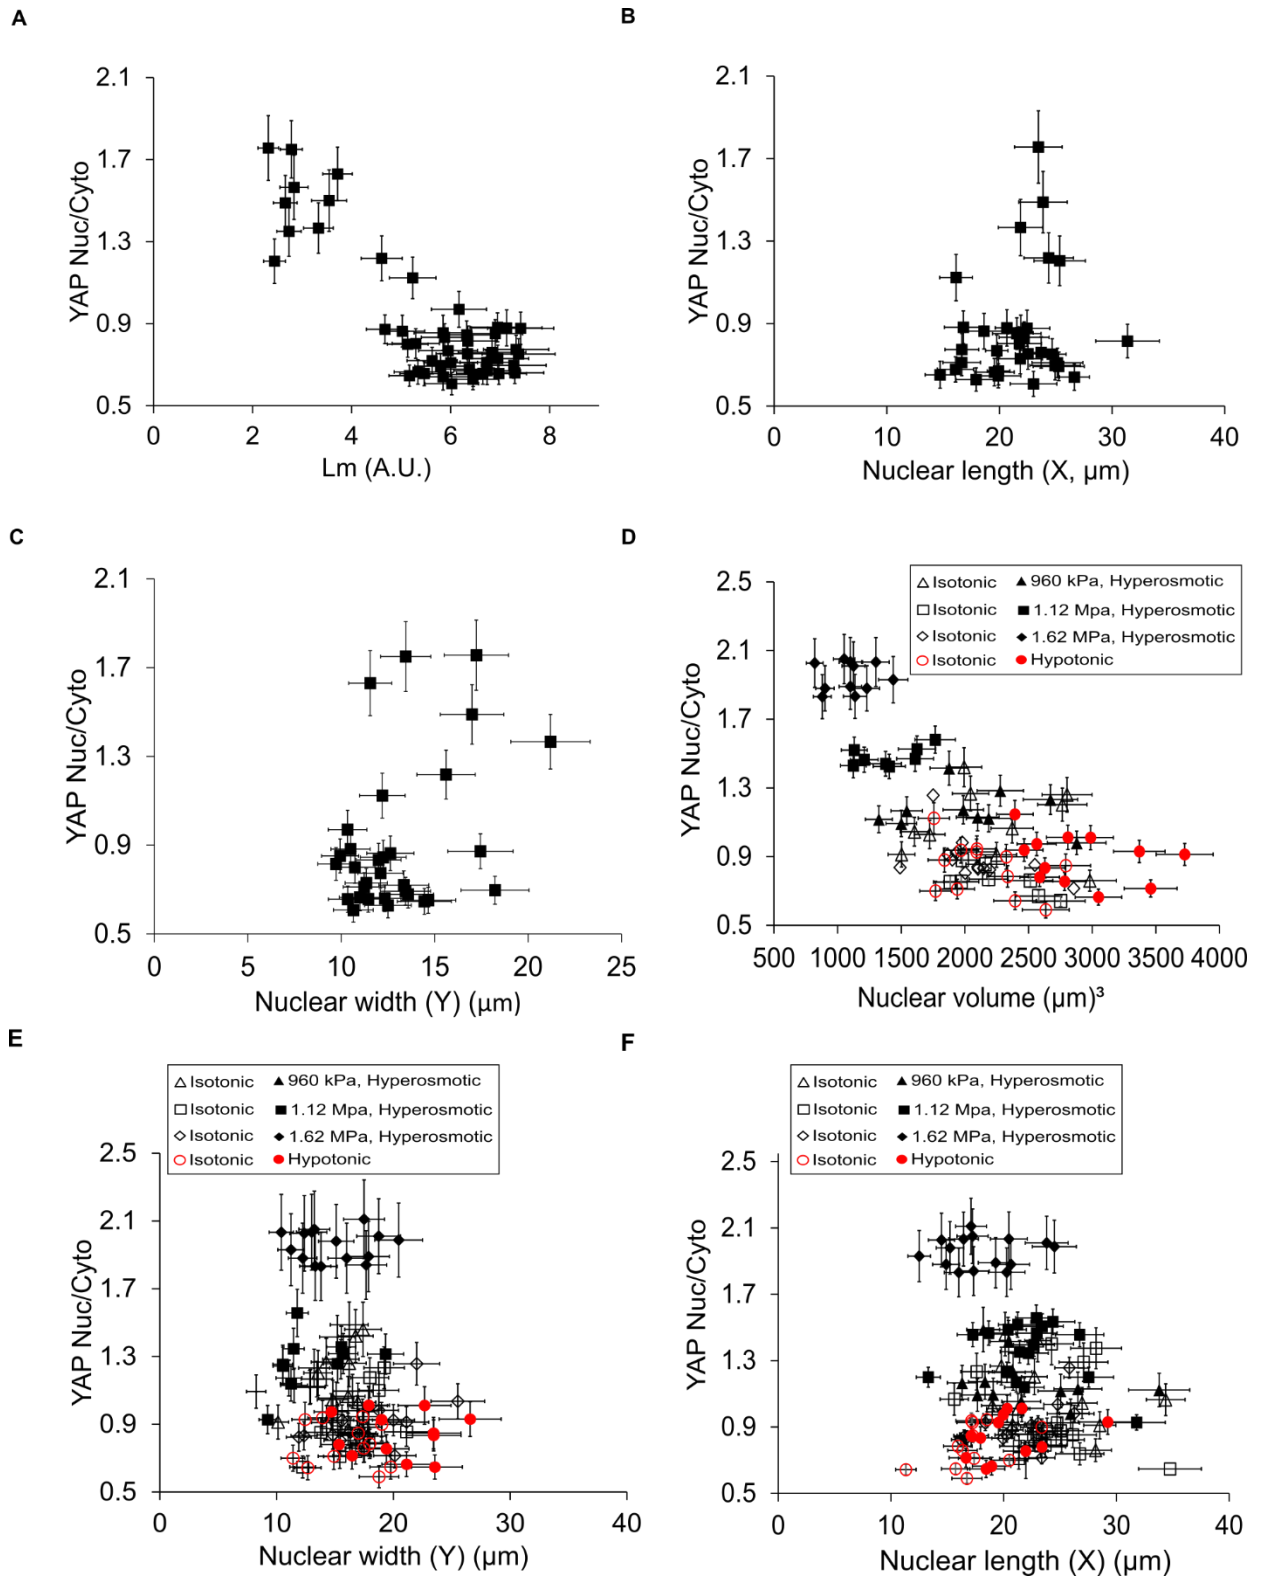 A
YAP Nuc/Cyto
2.1
1.7
1.3
0.9
0.5
0 2 4 6 8
Lm (A.U.)
B
YAP Nuc/Cyto
2.1
1.7
1.3
0.9
0.5
0 10 20 30 40
Nuclear length (X, µm)
C
YAP Nuc/Cyto
2.1
1.7
1.3
0.9
0.5
0 5 10 15 20 25
Nuclear width (Y) (µm)
D
Isotonic 960 kPa, Hyperosmotic
Isotonic 1.12 Mpa, Hyperosmotic
Isotonic 1.62 MPa, Hyperosmotic
Isotonic Hypotonic
YAP Nuc/Cyto
2.5
2.1
1.7
1.3
0.9
0.5
500 1000 1500 2000 2500 3000 3500 4000
Nuclear volume (µm)³
E
Isotonic 960 kPa, Hyperosmotic
Isotonic 1.12 Mpa, Hyperosmotic
Isotonic 1.62 MPa, Hyperosmotic
Isotonic Hypotonic
YAP Nuc/Cyto
2.5
2.1
1.7
1.3
0.9
0.5
0 10 20 30 40
Nuclear width (Y) (µm)
F
Isotonic 960 kPa, Hyperosmotic
Isotonic 1.12 Mpa, Hyperosmotic
Isotonic 1.62 MPa, Hyperosmotic
Isotonic Hypotonic
YAP Nuc/Cyto
2.5
2.1
1.7
1.3
0.9
0.5
0 10 20 30 40
Nuclear length (X) (µm)